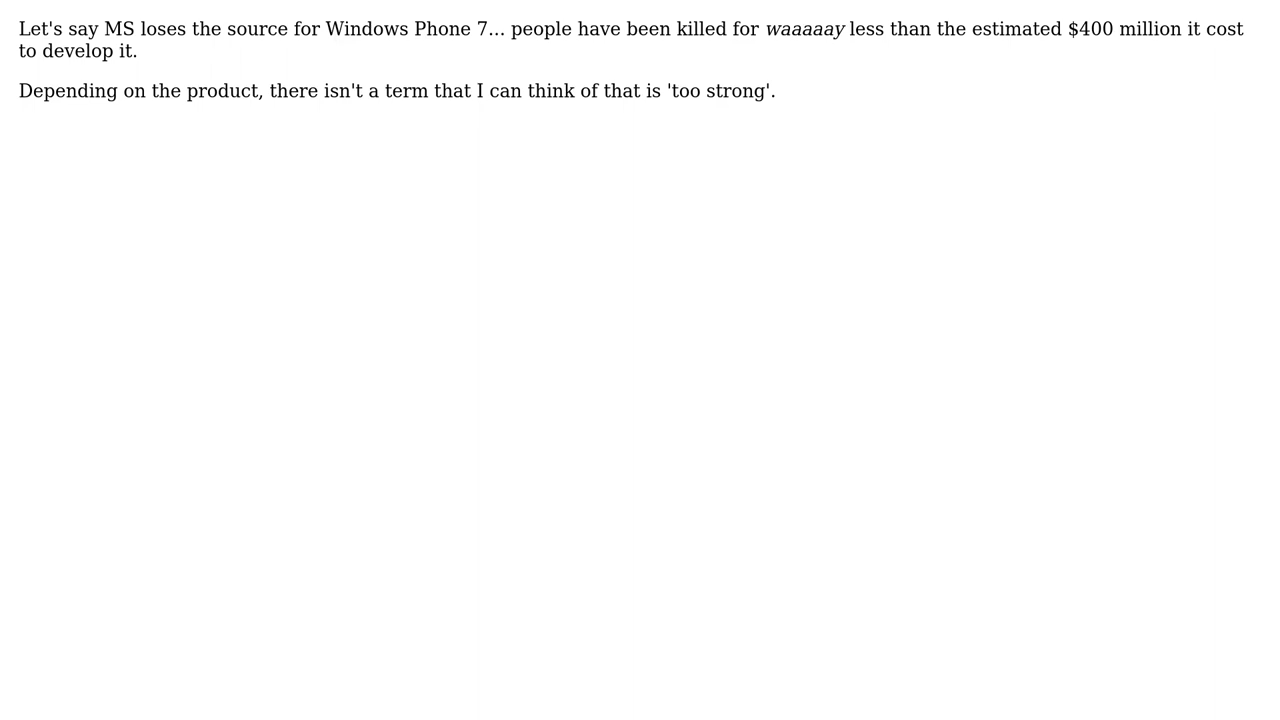 Let's say MS loses the source for Windows Phone 7... people have been killed for waaaaay less than the estimated $400 million it cost
to develop it.
Depending on the product, there isn't a term that I can think of that is 'too strong'.